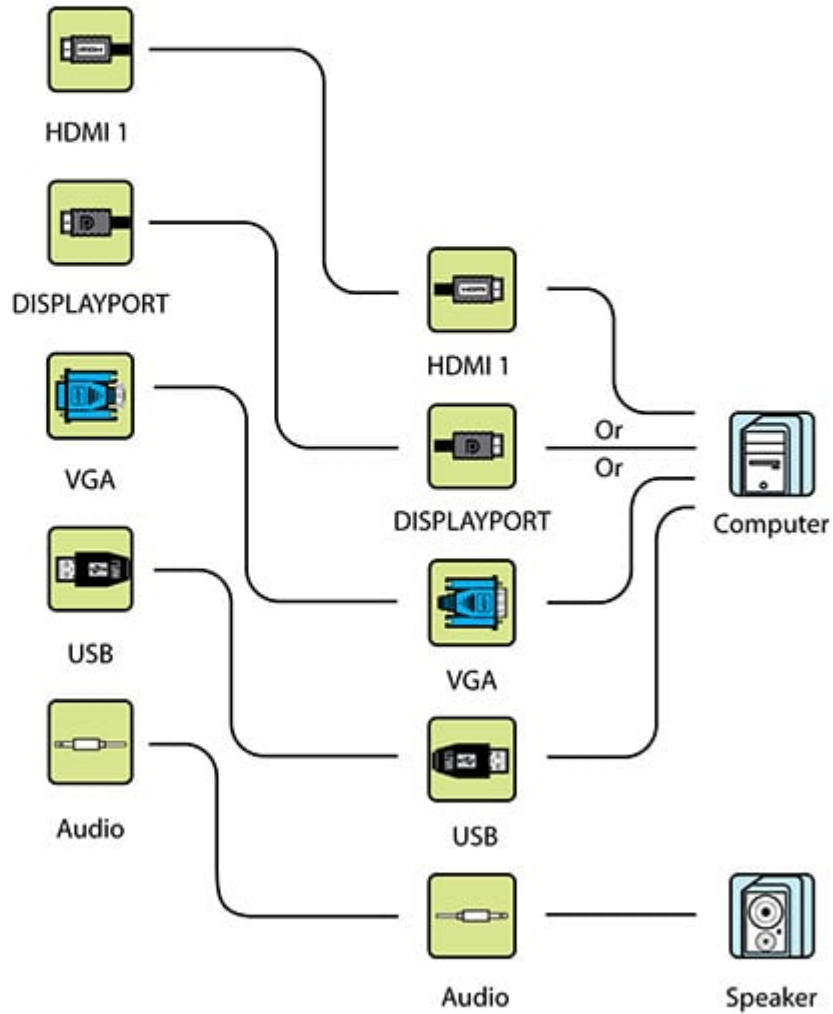 HDMI 1
DISPLAYPORT
VGA
USB
Audio
HDMI 1
DISPLAYPORT
VGA
USB
Audio
Or
Or
Computer
Speaker